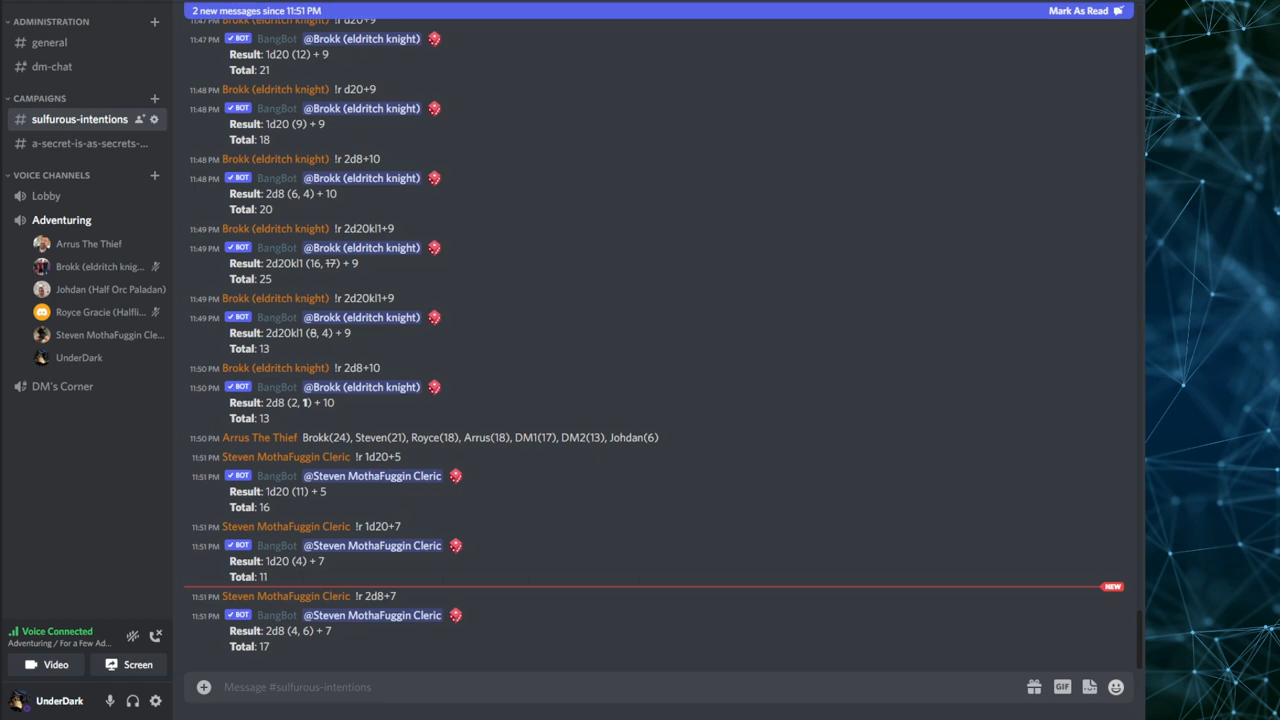 ADMINISTRATION
general
dm-chat
CAMPAIGNS
sulfurous-intentions
a-secret-is-as-secrets-...
VOICE CHANNELS
Lobby
Adventuring
Arrus The Thief
Brokk (eldritch knig...
Johdan (Half Orc Paladan)
Royce Gracie (Halfli...
Steven MothaFuggin Cle...
UnderDark
DM's Corner
Voice Connected
Adventuring / For a Few Ad...
Video Screen
UnderDark
2 new messages since 11:51 PM Mark As Read
11:47 PM Brokk (eldritch knight) !r d20+9
11:47 PM BOT BangBot @Brokk (eldritch knight)
Result: 1d20 (12) + 9
Total: 21
11:48 PM Brokk (eldritch knight) !r d20+9
11:48 PM BOT BangBot @Brokk (eldritch knight)
Result: 1d20 (9) + 9
Total: 18
11:48 PM Brokk (eldritch knight) !r 2d8+10
11:48 PM BOT BangBot @Brokk (eldritch knight)
Result: 2d8 (6, 4) + 10
Total: 20
11:49 PM Brokk (eldritch knight) !r 2d20kl1+9
11:49 PM BOT BangBot @Brokk (eldritch knight)
Result: 2d20kl1 (16, 17) + 9
Total: 25
11:49 PM Brokk (eldritch knight) !r 2d20kl1+9
11:49 PM BOT BangBot @Brokk (eldritch knight)
Result: 2d20kl1 (8, 4) + 9
Total: 13
11:50 PM Brokk (eldritch knight) !r 2d8+10
11:50 PM BOT BangBot @Brokk (eldritch knight)
Result: 2d8 (2, 1) + 10
Total: 13
11:50 PM Arrus The Thief Brokk(24), Steven(21), Royce(18), Arrus(18), DM1(17), DM2(13), Johdan(6)
11:51 PM Steven MothaFuggin Cleric !r 1d20+5
11:51 PM BOT BangBot @Steven MothaFuggin Cleric
Result: 1d20 (11) + 5
Total: 16
11:51 PM Steven MothaFuggin Cleric !r 1d20+7
11:51 PM BOT BangBot @Steven MothaFuggin Cleric
Result: 1d20 (4) + 7
Total: 11
NEW
11:51 PM Steven MothaFuggin Cleric !r 2d8+7
11:51 PM BOT BangBot @Steven MothaFuggin Cleric
Result: 2d8 (4, 6) + 7
Total: 17
Message #sulfurous-intentions
GIF